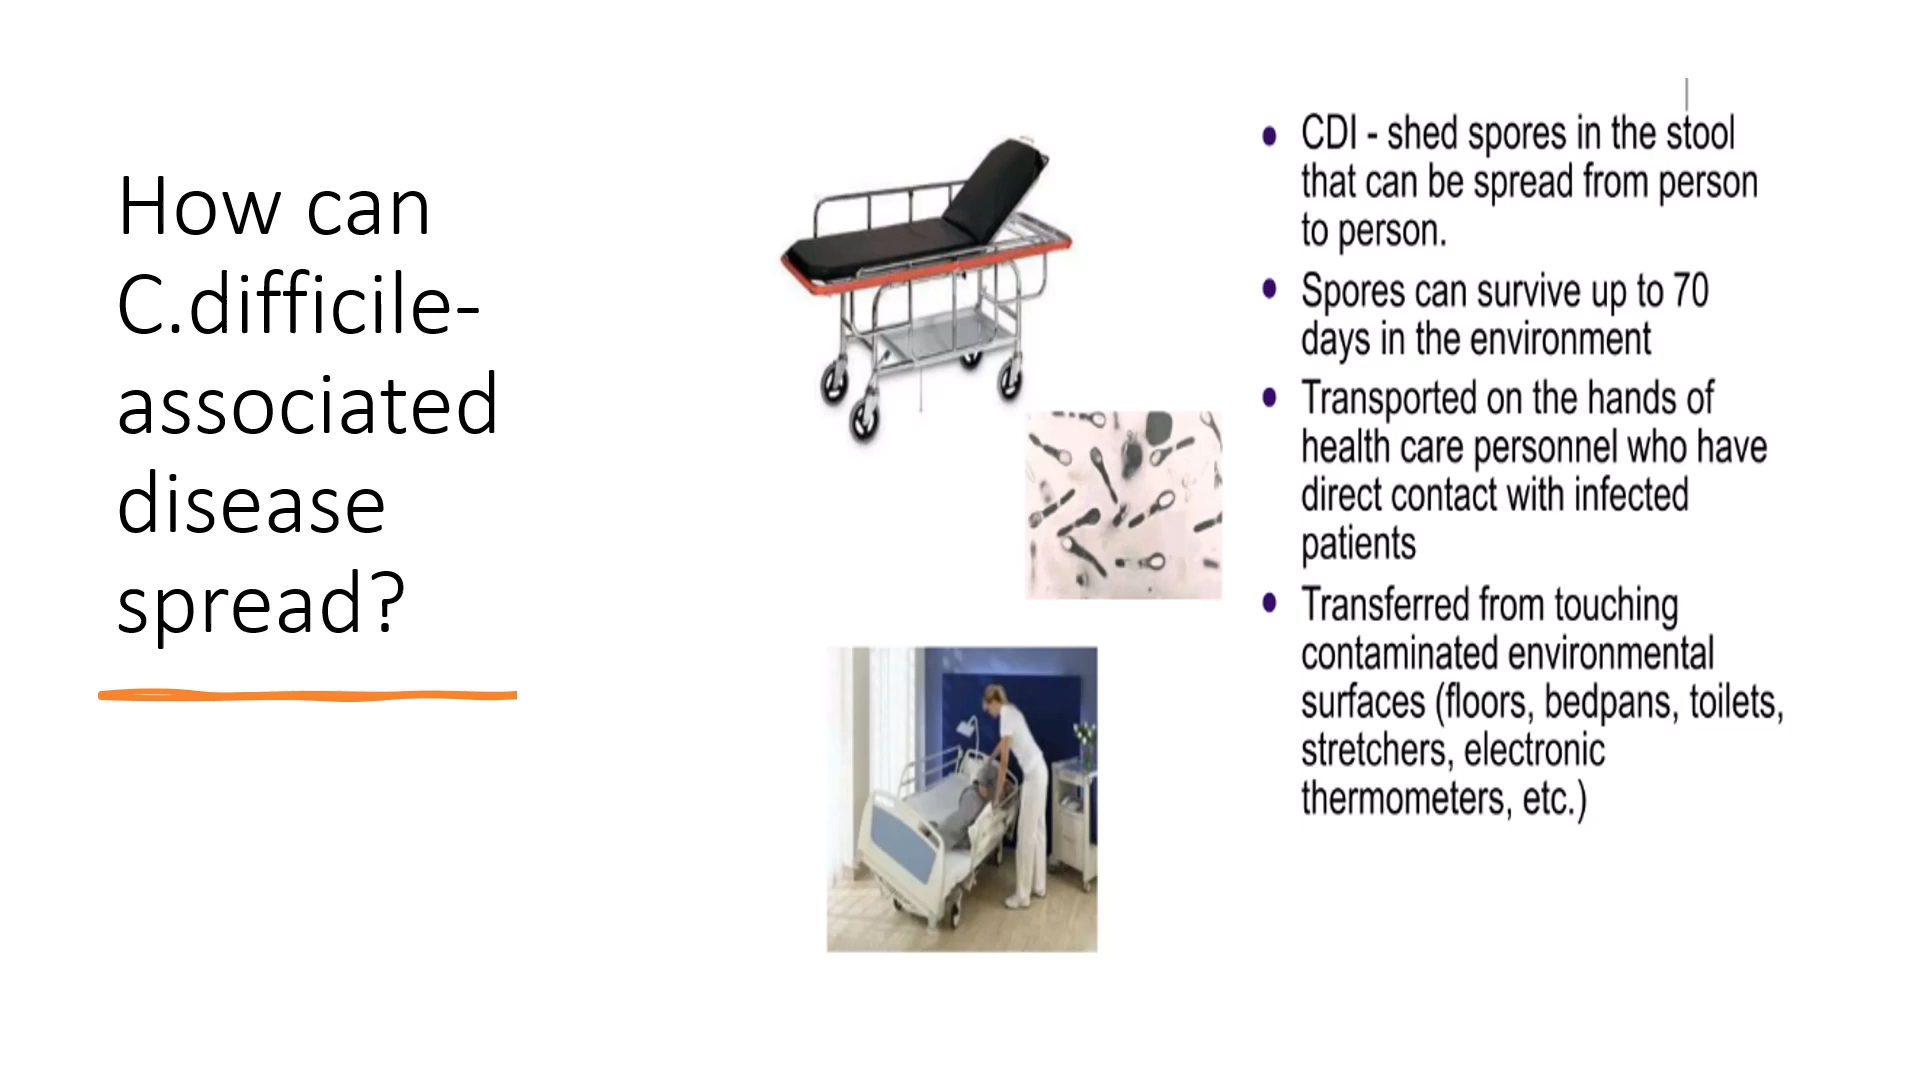 How can
C.difficile-
associated
disease
spread?
CDI - shed spores in the stool
that can be spread from person
to person.
Spores can survive up to 70
days in the environment
Transported on the hands of
health care personnel who have
direct contact with infected
patients
Transferred from touching
contaminated environmental
surfaces (floors, bedpans, toilets,
stretchers, electronic
thermometers, etc.)